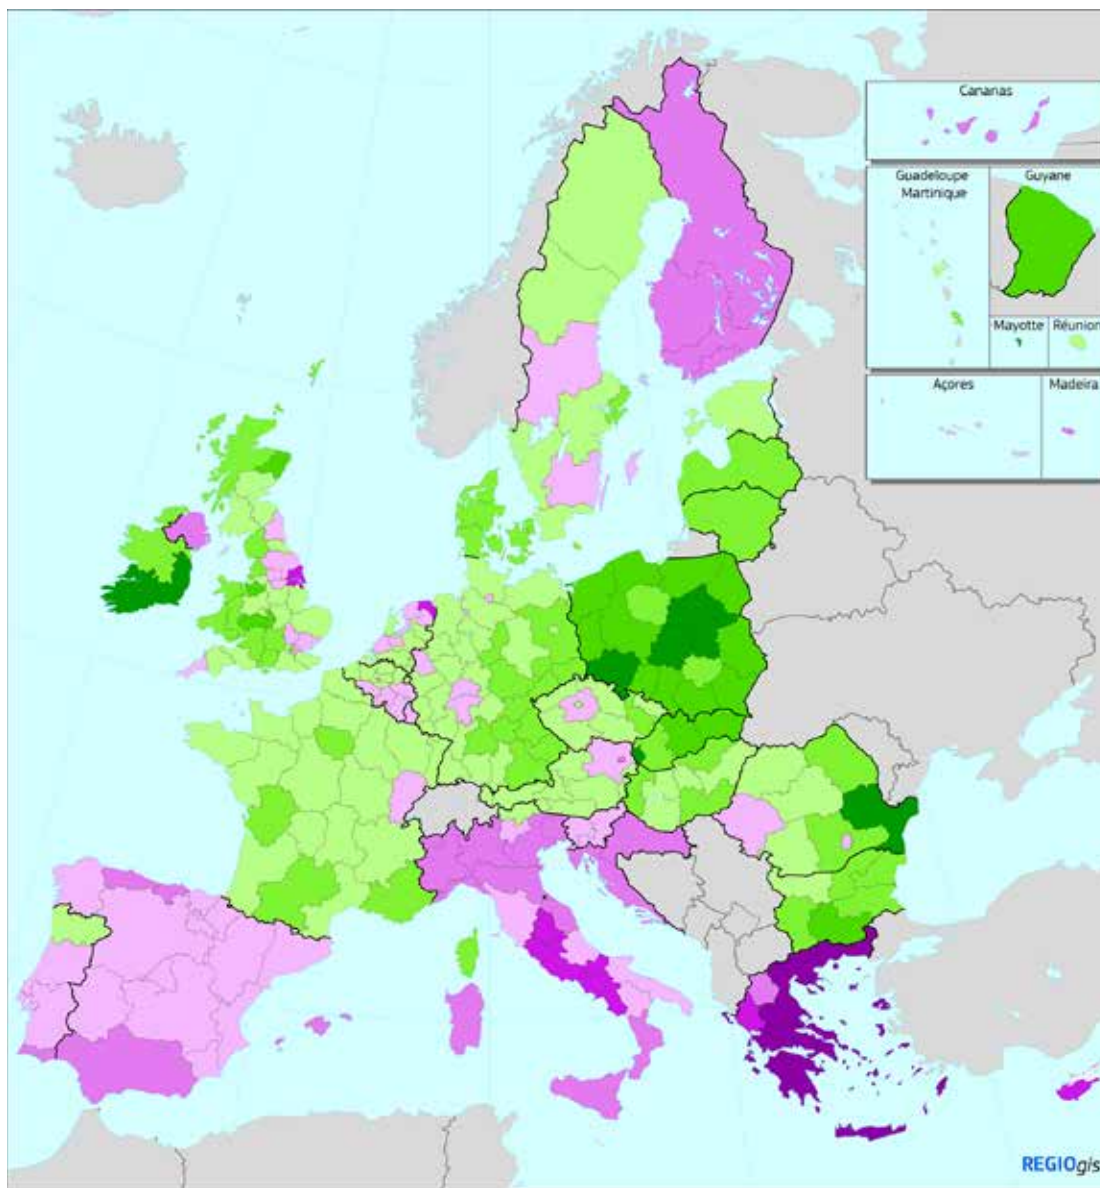 Canarias
Guadeloupe
Martinique
Guyane
Mayotte
Réunion
Açores
Madeira
REGIOgis